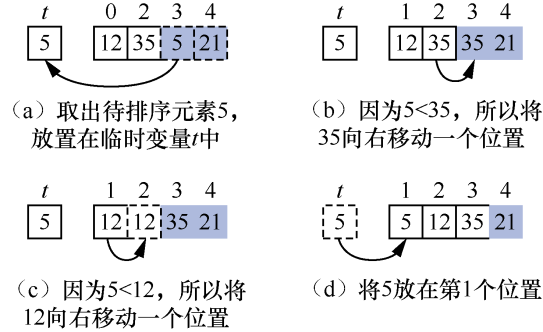 t 0 2 3 4
5 12 35 5 21
(a) 取出待排序元素5,
放置在临时变量t中
t 1 2 3 4
5 12 35 35 21
(b) 因为5<35, 所以将
35向右移动一个位置
t 0 2 3 4
5 12 12 35 21
(c) 因为5<12, 所以将
12向右移动一个位置
t 1 2 3 4
5 5 12 35 21
(d) 将5放在第1个位置